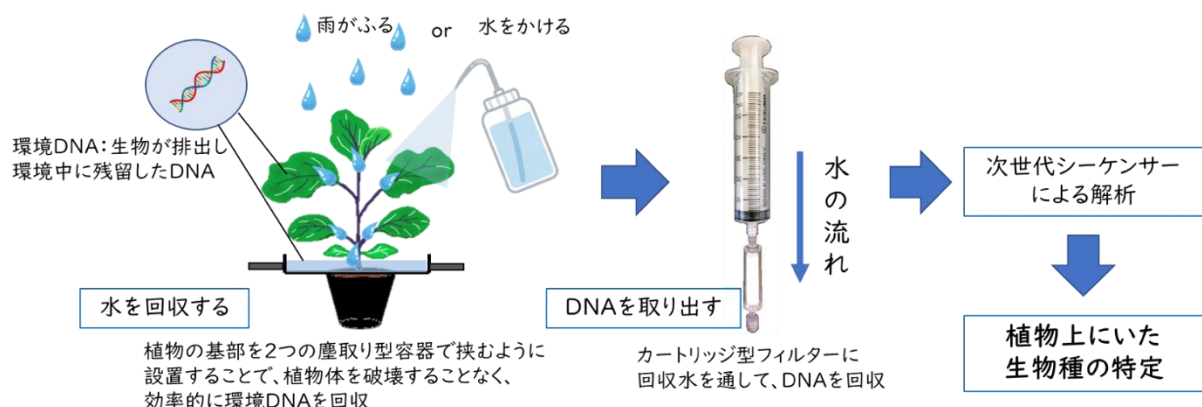 雨がふる or 水をかける
環境DNA：生物が排出し
環境中に残留したDNA
水を回収する
植物の基部を2つの塵取り型容器で挟むように
設置することで、植物体を破壊することなく、
効率的に環境DNAを回収
DNAを取り出す
水の流れ
カートリッジ型フィルターに
回収水を通して、DNAを回収
次世代シーケンサー
による解析
植物上にいた
生物種の特定